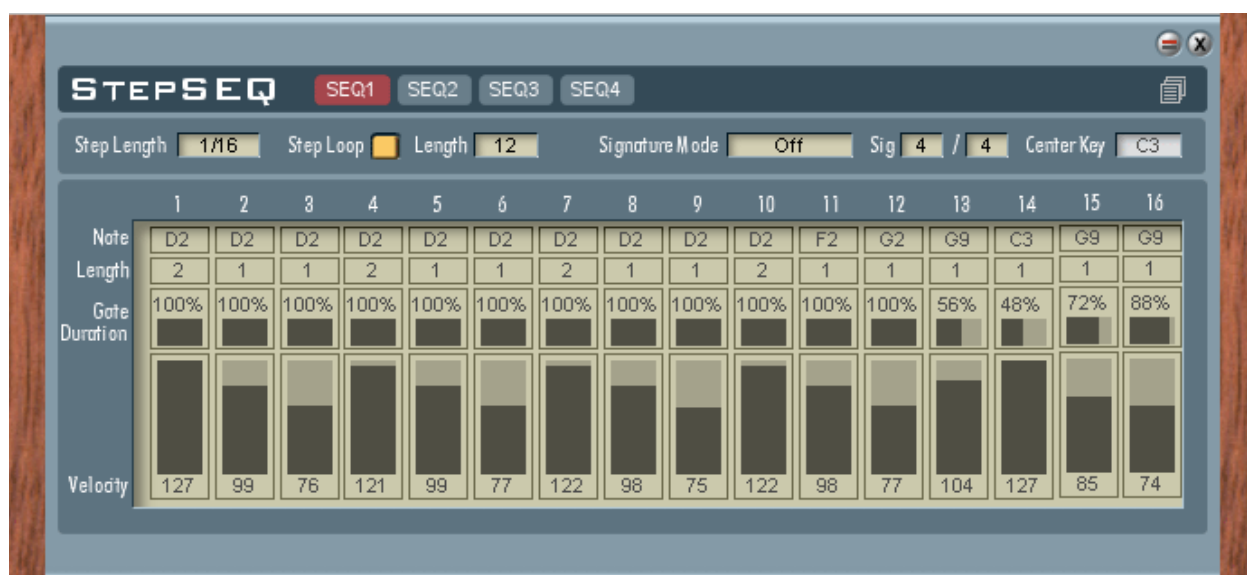 X
STEPSEQ SEQ1 SEQ2 SEQ3 SEQ4
Step Length 1/16 Step Loop Length 12 Signature Mode Off Sig 4 / 4 Center Key C3
1 2 3 4 5 6 7 8 9 10 11 12 13 14 15 16
Note D2 D2 D2 D2 D2 D2 D2 D2 D2 D2 F2 G2 G9 C3 G9 G9
Length 2 1 1 2 1 1 2 1 1 2 1 1 1 1 1 1
Gate Duration 100% 100% 100% 100% 100% 100% 100% 100% 100% 100% 100% 100% 56% 48% 72% 88%
Velocity 127 99 76 121 99 77 122 98 75 122 98 77 104 127 85 74